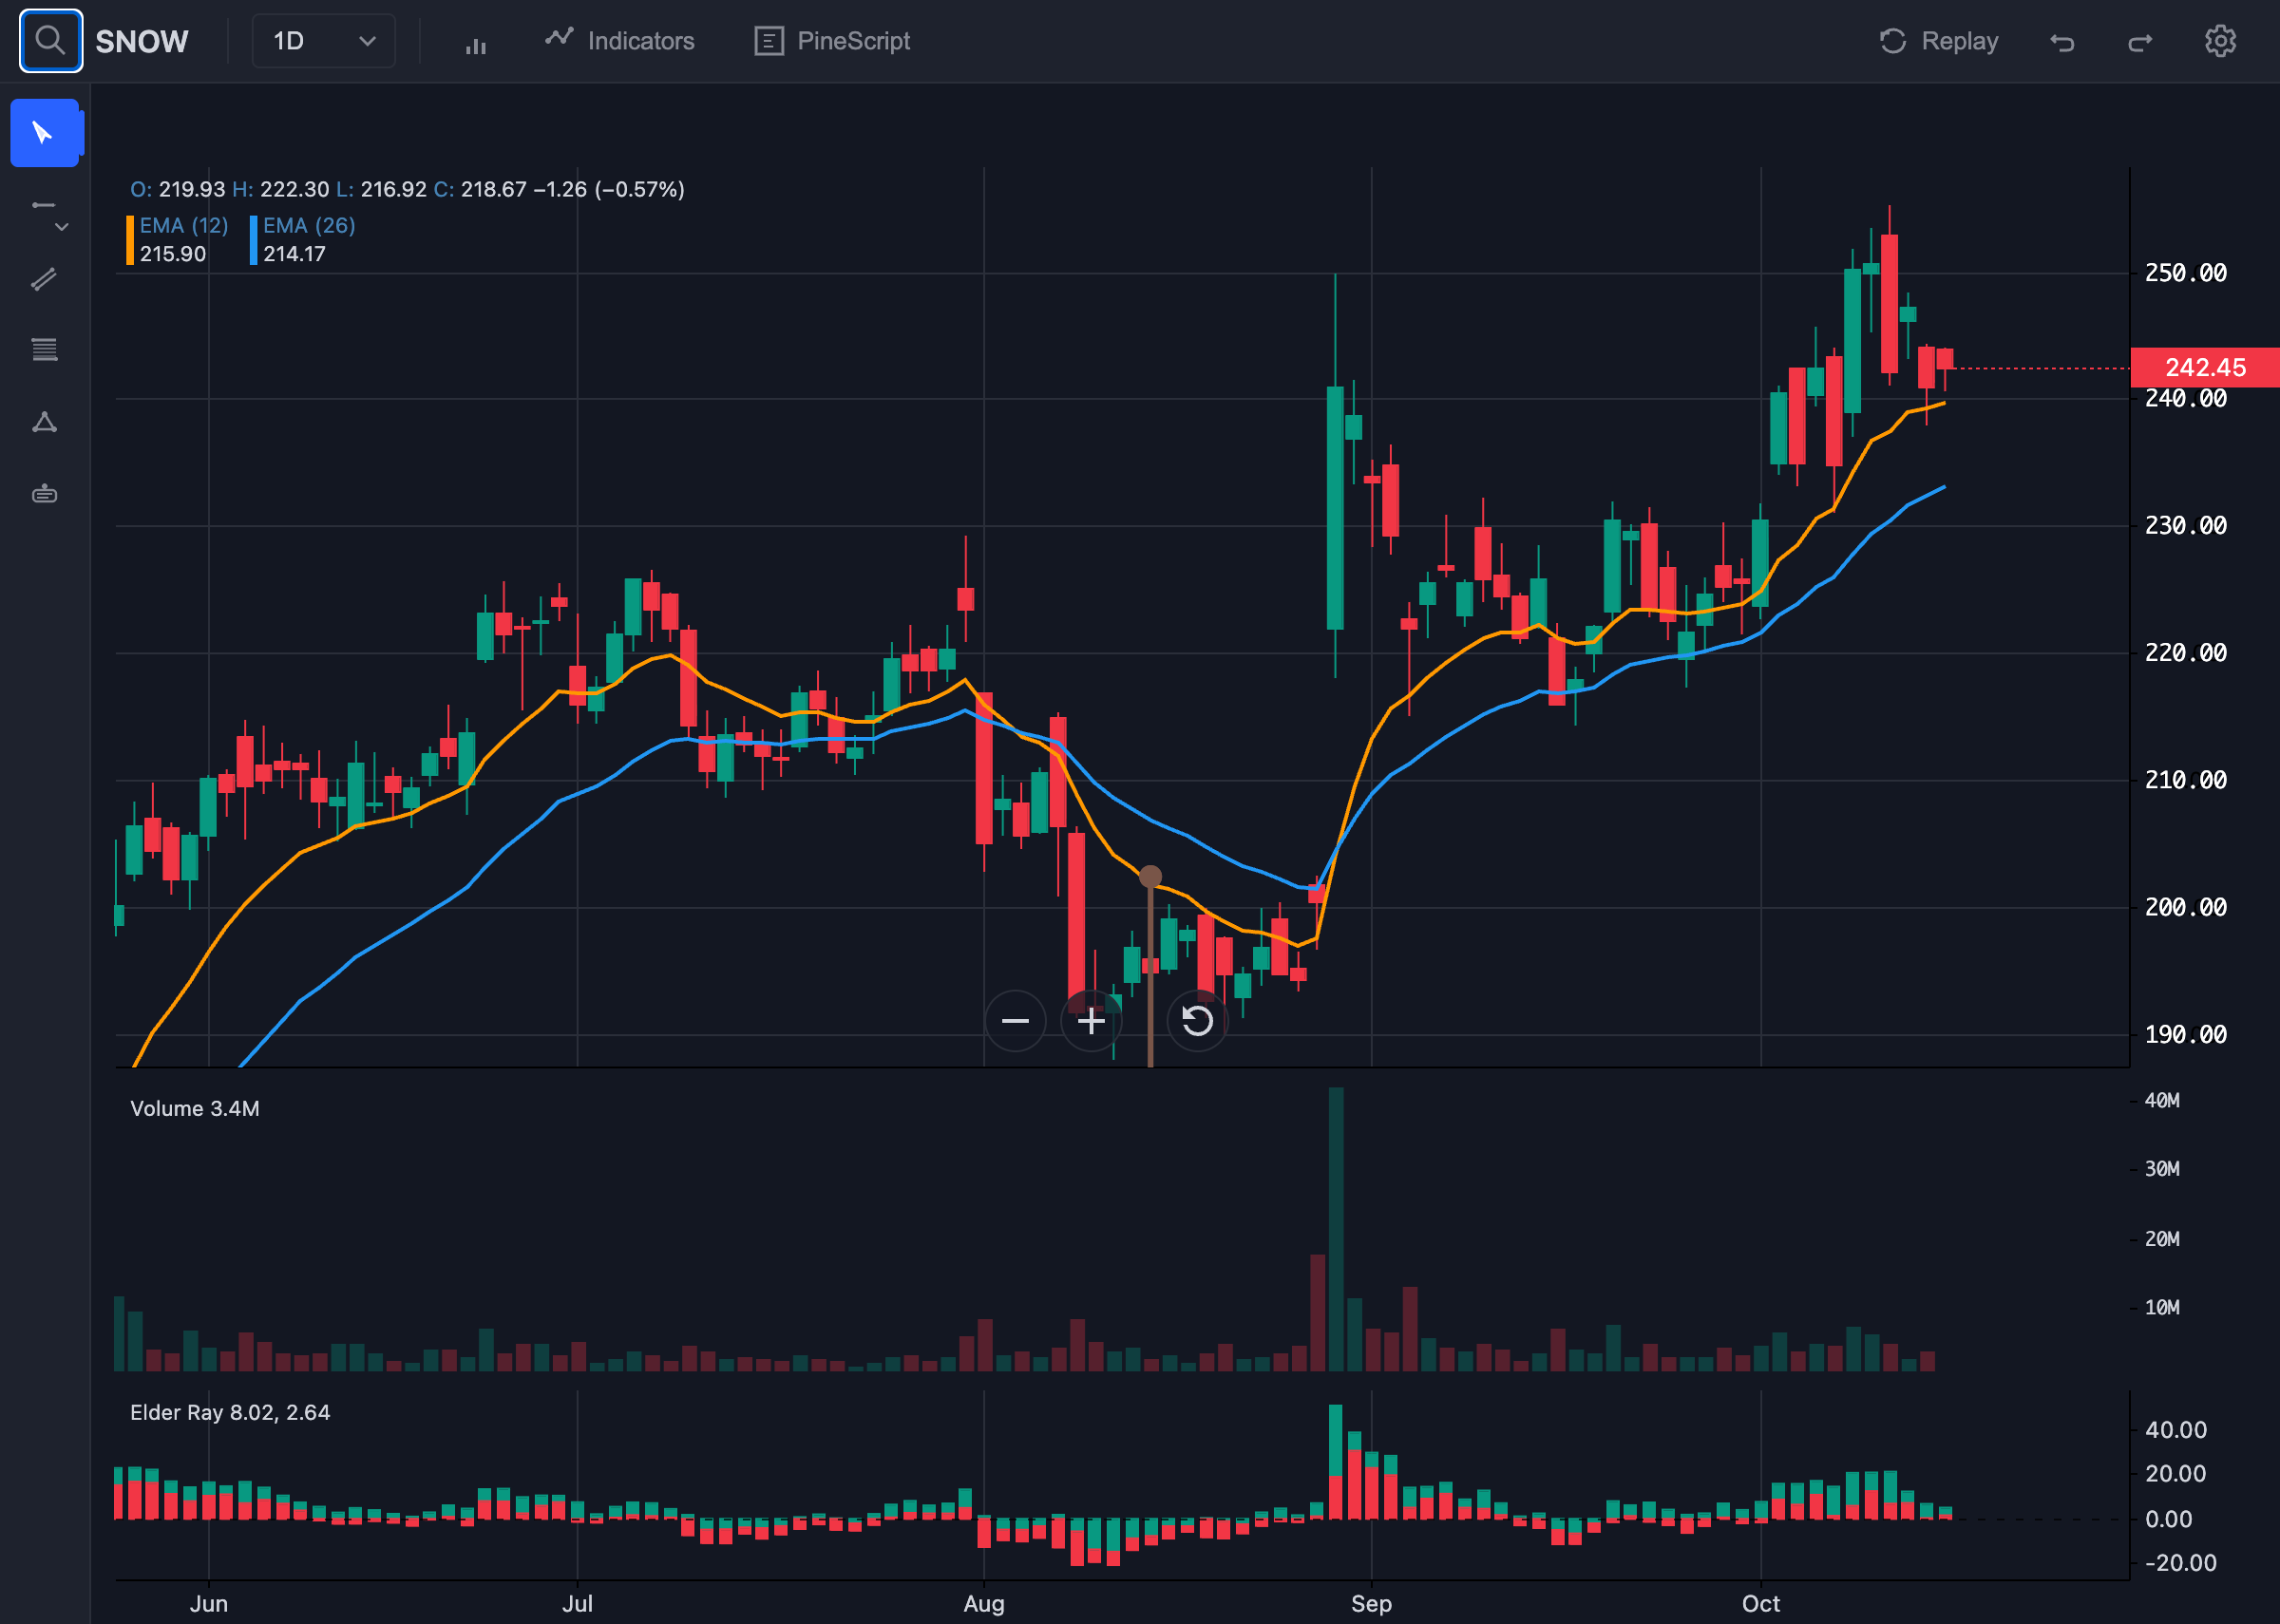 SNOW
1D
Indicators
PineScript
Replay
O: 219.93 H: 222.30 L: 216.92 C: 218.67 −1.26 (−0.57%)
EMA (12) EMA (26)
215.90 214.17
250.00
242.45
240.00
230.00
220.00
210.00
200.00
190.00
Volume 3.4M
40M
30M
20M
10M
Elder Ray 8.02, 2.64
40.00
20.00
0.00
-20.00
Jun Jul Aug Sep Oct